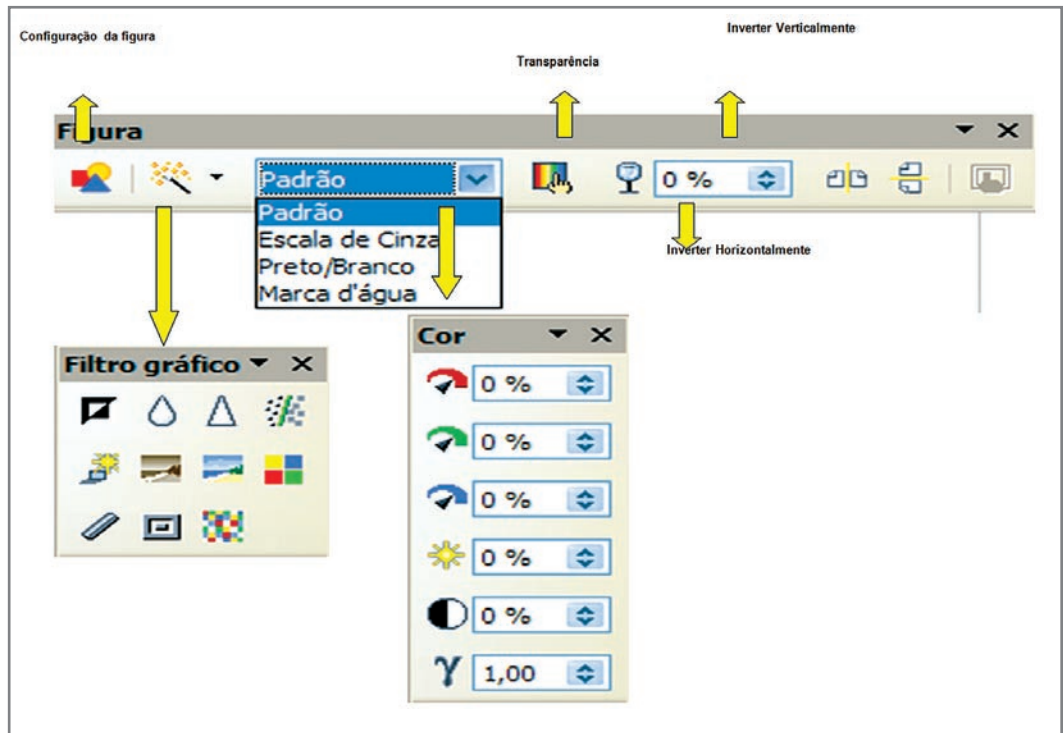 Configuração da figura
Inverter Verticalmente
Transparência
Figura
Padrão
0 %
Padrão
Escala de Cinza
Preto/Branco
Marca d'água
Inverter Horizontalmente
Filtro gráfico
Cor
0 %
0 %
0 %
0 %
0 %
γ 1,00